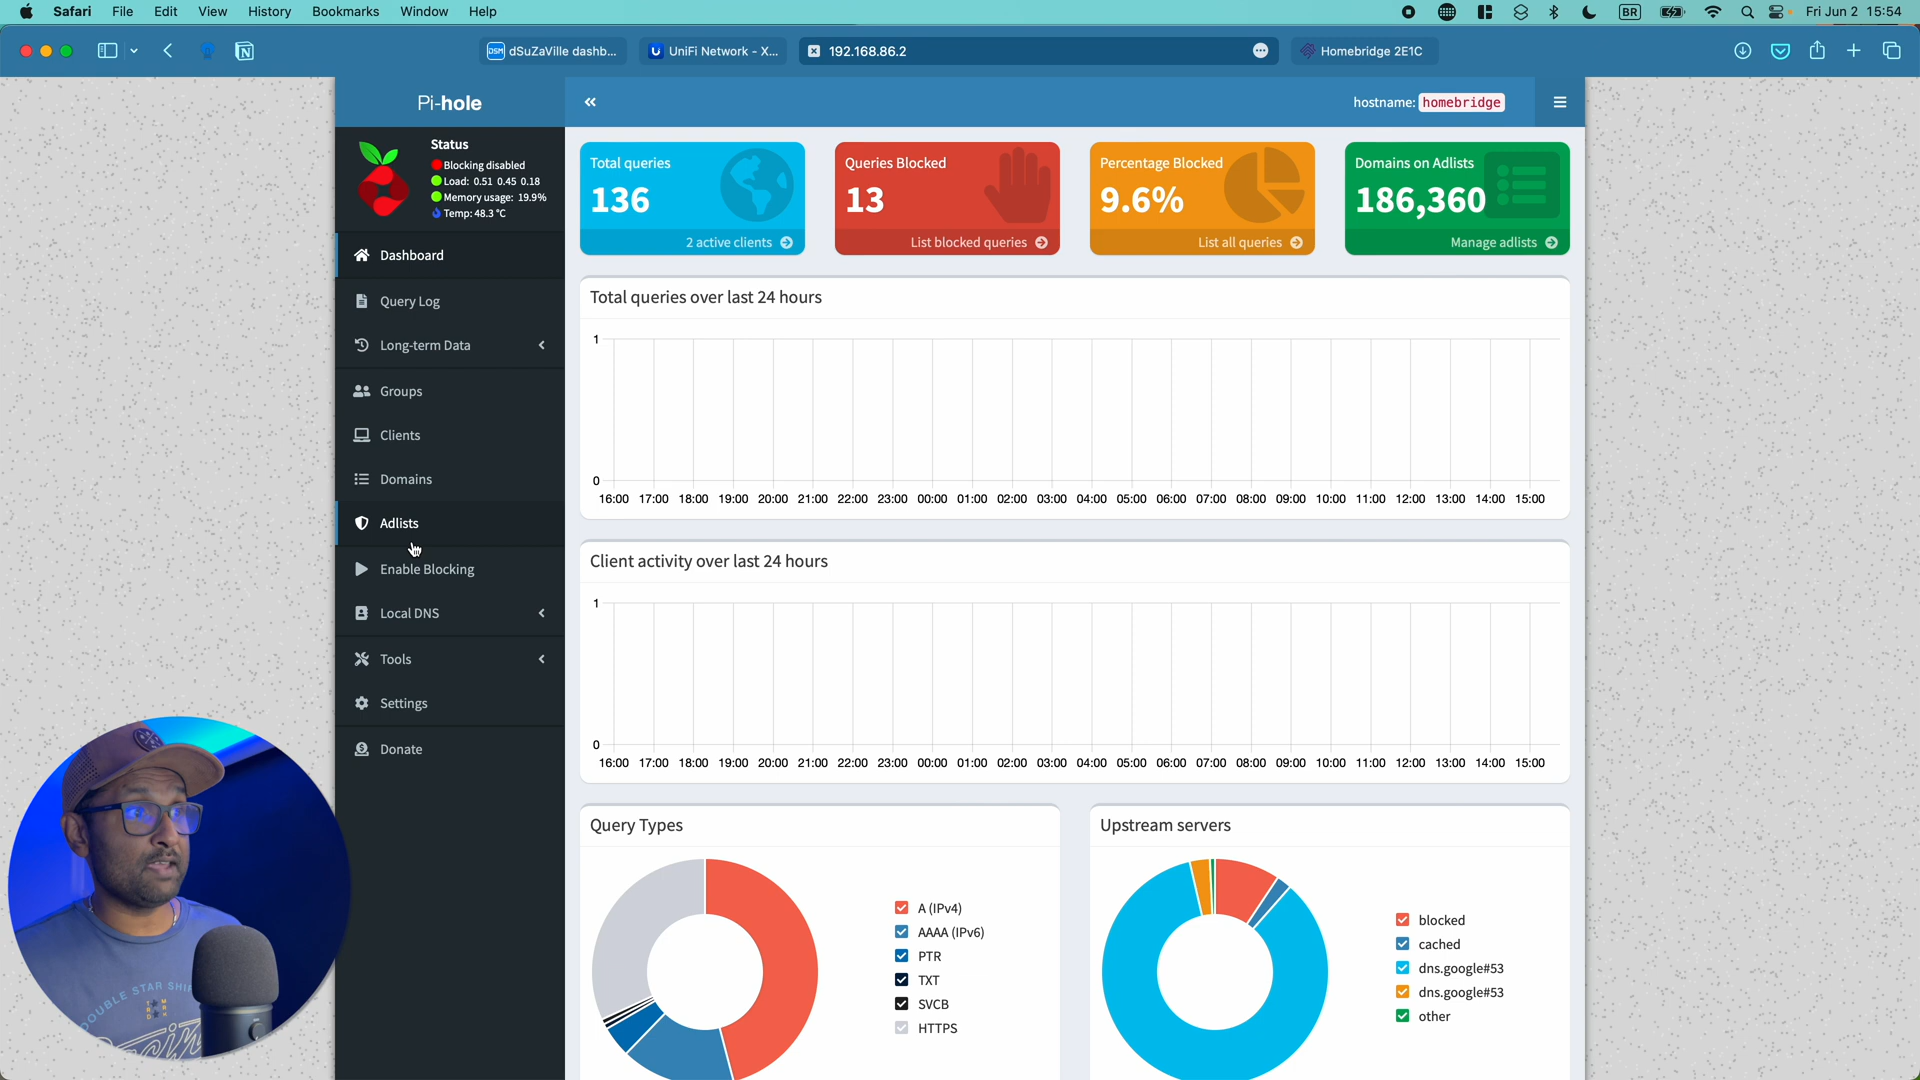 Safari File Edit View History Bookmarks Window Help BR Fri Jun 2 15:54
DSM dSuZaVille dashb... UniFi Network - X... 192.168.86.2 Homebridge 2E1C
Pi-hole
hostname: homebridge
Status
Blocking disabled
Load: 0.51 0.45 0.18
Memory usage: 19.9%
Temp: 48.3 °C
Dashboard
Query Log
Long-term Data
Groups
Clients
Domains
Adlists
Enable Blocking
Local DNS
Tools
Settings
Donate
Total queries
136
2 active clients
Queries Blocked
13
List blocked queries
Percentage Blocked
9.6%
List all queries
Domains on Adlists
186,360
Manage adlists
Total queries over last 24 hours
1
0
16:00 17:00 18:00 19:00 20:00 21:00 22:00 23:00 00:00 01:00 02:00 03:00 04:00 05:00 06:00 07:00 08:00 09:00 10:00 11:00 12:00 13:00 14:00 15:00
Client activity over last 24 hours
1
0
16:00 17:00 18:00 19:00 20:00 21:00 22:00 23:00 00:00 01:00 02:00 03:00 04:00 05:00 06:00 07:00 08:00 09:00 10:00 11:00 12:00 13:00 14:00 15:00
Query Types
A (IPv4)
AAAA (IPv6)
PTR
TXT
SVCB
HTTPS
Upstream servers
blocked
cached
dns.google#53
dns.google#53
other
DOUBLE STAR